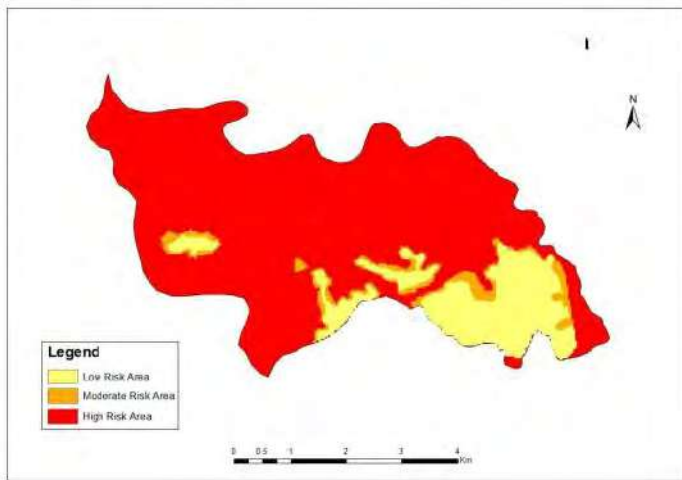 N
Legend
Low Risk Area
Moderate Risk Area
High Risk Area
0 0.5 1 2 3 4
Km